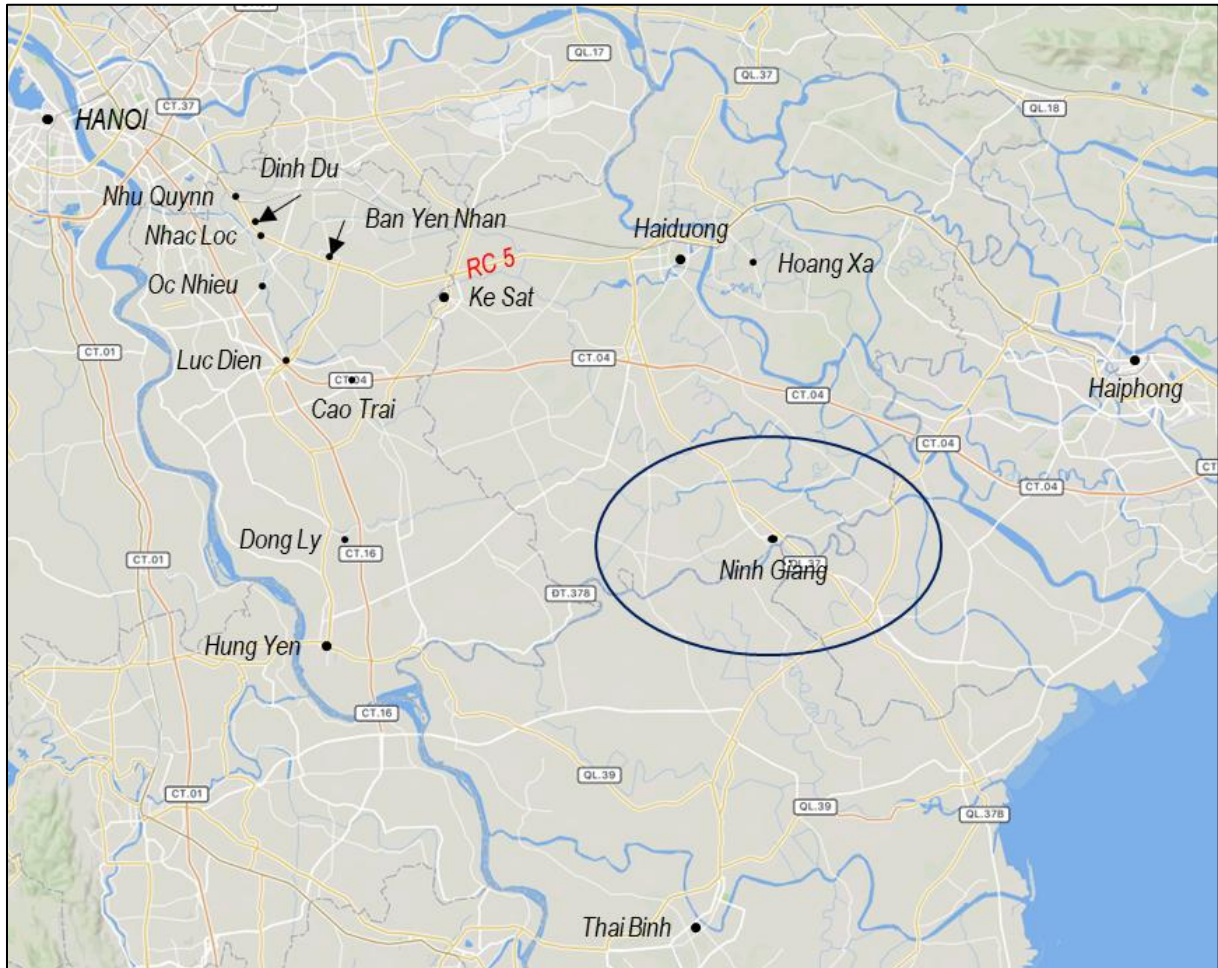 QL.17
QL.37
CT.37
QL.18
HANOI
Dinh Du
Nhu Quynn
Ban Yen Nhan
Nhac Loc
Haiduong
RC 5
Hoang Xa
Oc Nhieu
Ke Sat
CT.01
Luc Dien
CT.04
CT.04
Haiphong
Cao Trai
CT.04
CT.04
CT.04
Dong Ly
CT.16
CT.01
Ninh Giang
QL.37
ĐT.378
Hung Yen
CT.16
QL.39
CT.01
QL.39
QL.37B
Thai Binh